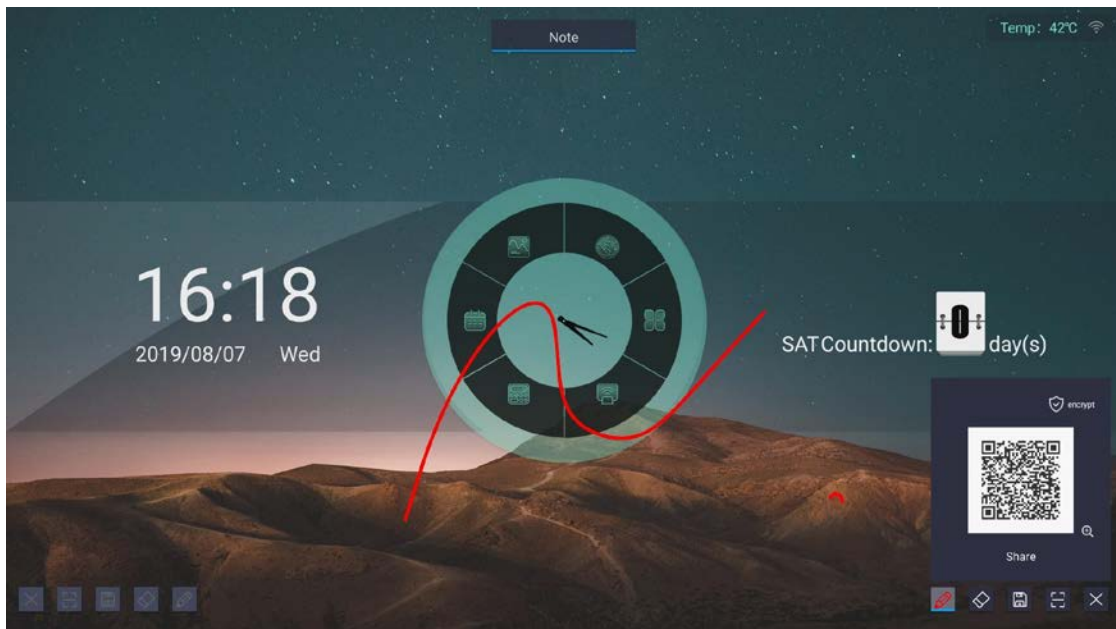 Note
Temp: 42℃
16:18
2019/08/07 Wed
SATCountdown: 0 day(s)
encrypt
Share